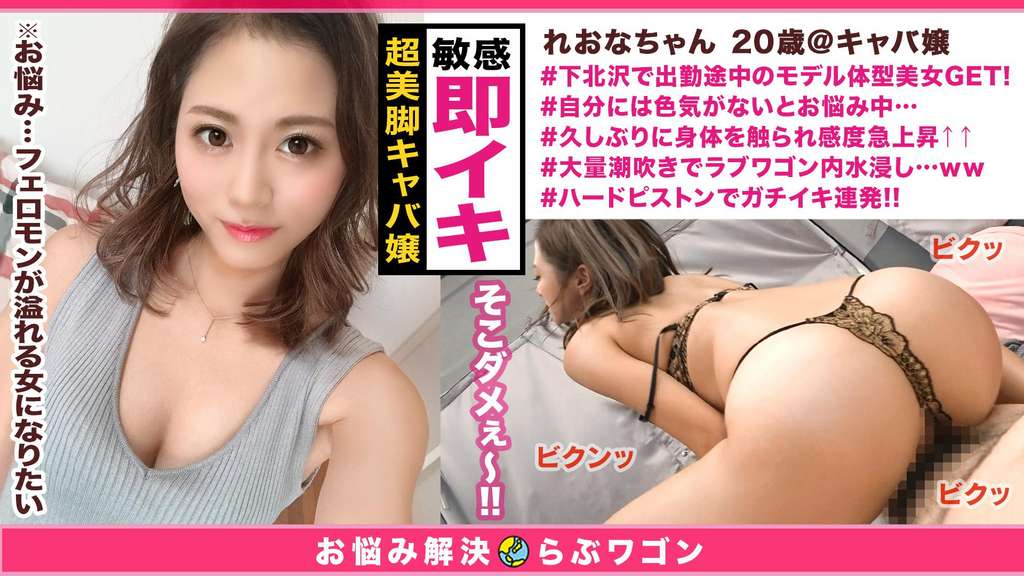 ※お悩み…フェロモンが溢れる女になりたい
敏感
即イキ
超美脚キャバ嬢
れおなちゃん 20歳@キャバ嬢
#下北沢で出勤途中のモデル体型美女GET!
#自分には色気がないとお悩み中…
#久しぶりに身体を触られ感度急上昇↑↑
#大量潮吹きでラブワゴン内水浸し…ww
#ハードピストンでガチイキ連発!!
そこダメぇ～!!
ビクッ
ビクンッ
ビクッ
お悩み解決らぶワゴン